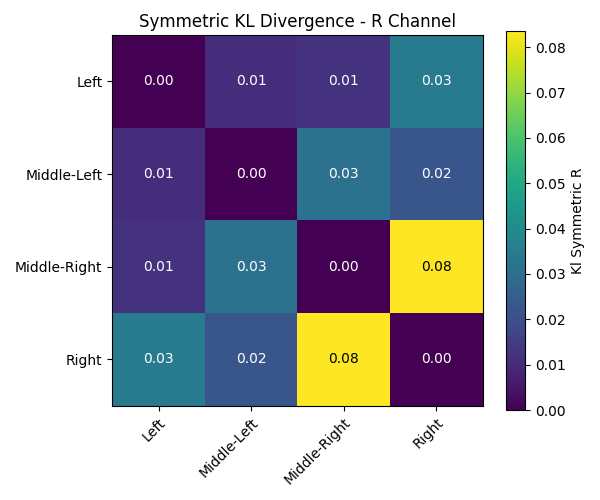 Symmetric KL Divergence - R Channel
Left 0.00 0.01 0.01 0.03
Middle-Left 0.01 0.00 0.03 0.02
Middle-Right 0.01 0.03 0.00 0.08
Right 0.03 0.02 0.08 0.00
Left Middle-Left Middle-Right Right
0.08
0.07
0.06
0.05
0.04
0.03
0.02
0.01
0.00
Kl Symmetric R